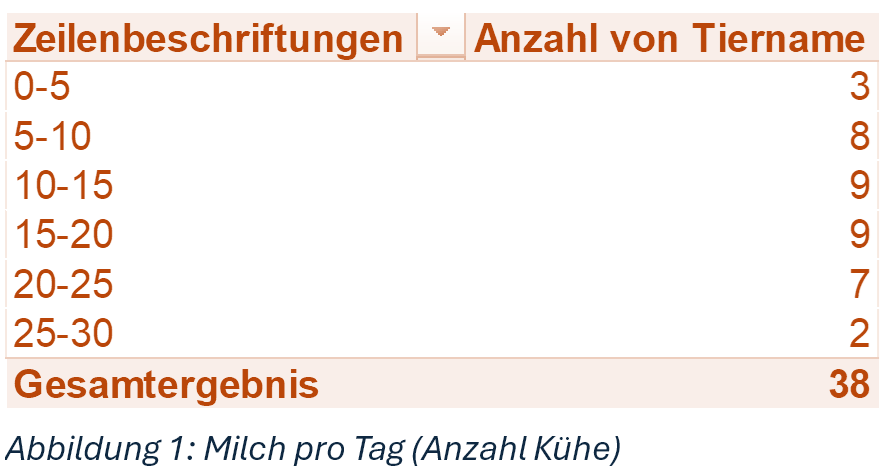 Zeilenbeschriftungen Anzahl von Tiername
0-5 3
5-10 8
10-15 9
15-20 9
20-25 7
25-30 2
Gesamtergebnis 38
Abbildung 1: Milch pro Tag (Anzahl Kühe)